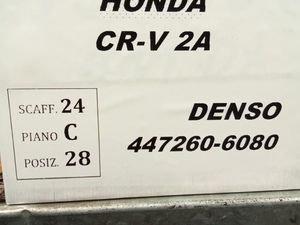 HONDA
CR-V 2A
SCAFF. 24
PIANO C
POSIZ. 28
DENSO
447260-6080